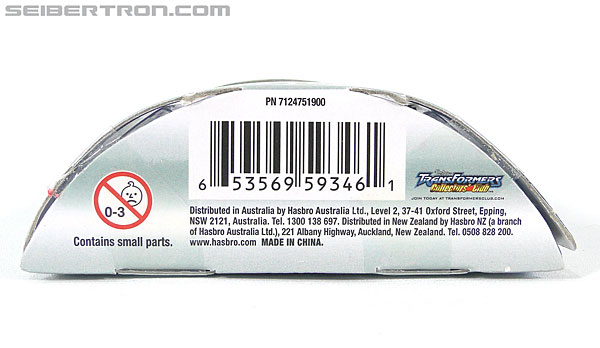 SEIBERTRON.COM
PN 7124751900
6 53569 59346 1
TRANSFORMERS
Collectors' Club
JOIN TODAY AT TRANSFORMERSCLUB.COM
0-3
Contains small parts.
Distributed in Australia by Hasbro Australia Ltd., Level 2, 37-41 Oxford Street, Epping,
NSW 2121, Australia. Tel. 1300 138 697. Distributed in New Zealand by Hasbro NZ (a branch
of Hasbro Australia Ltd.), 221 Albany Highway, Auckland, New Zealand. Tel. 0508 828 200.
www.hasbro.com MADE IN CHINA.